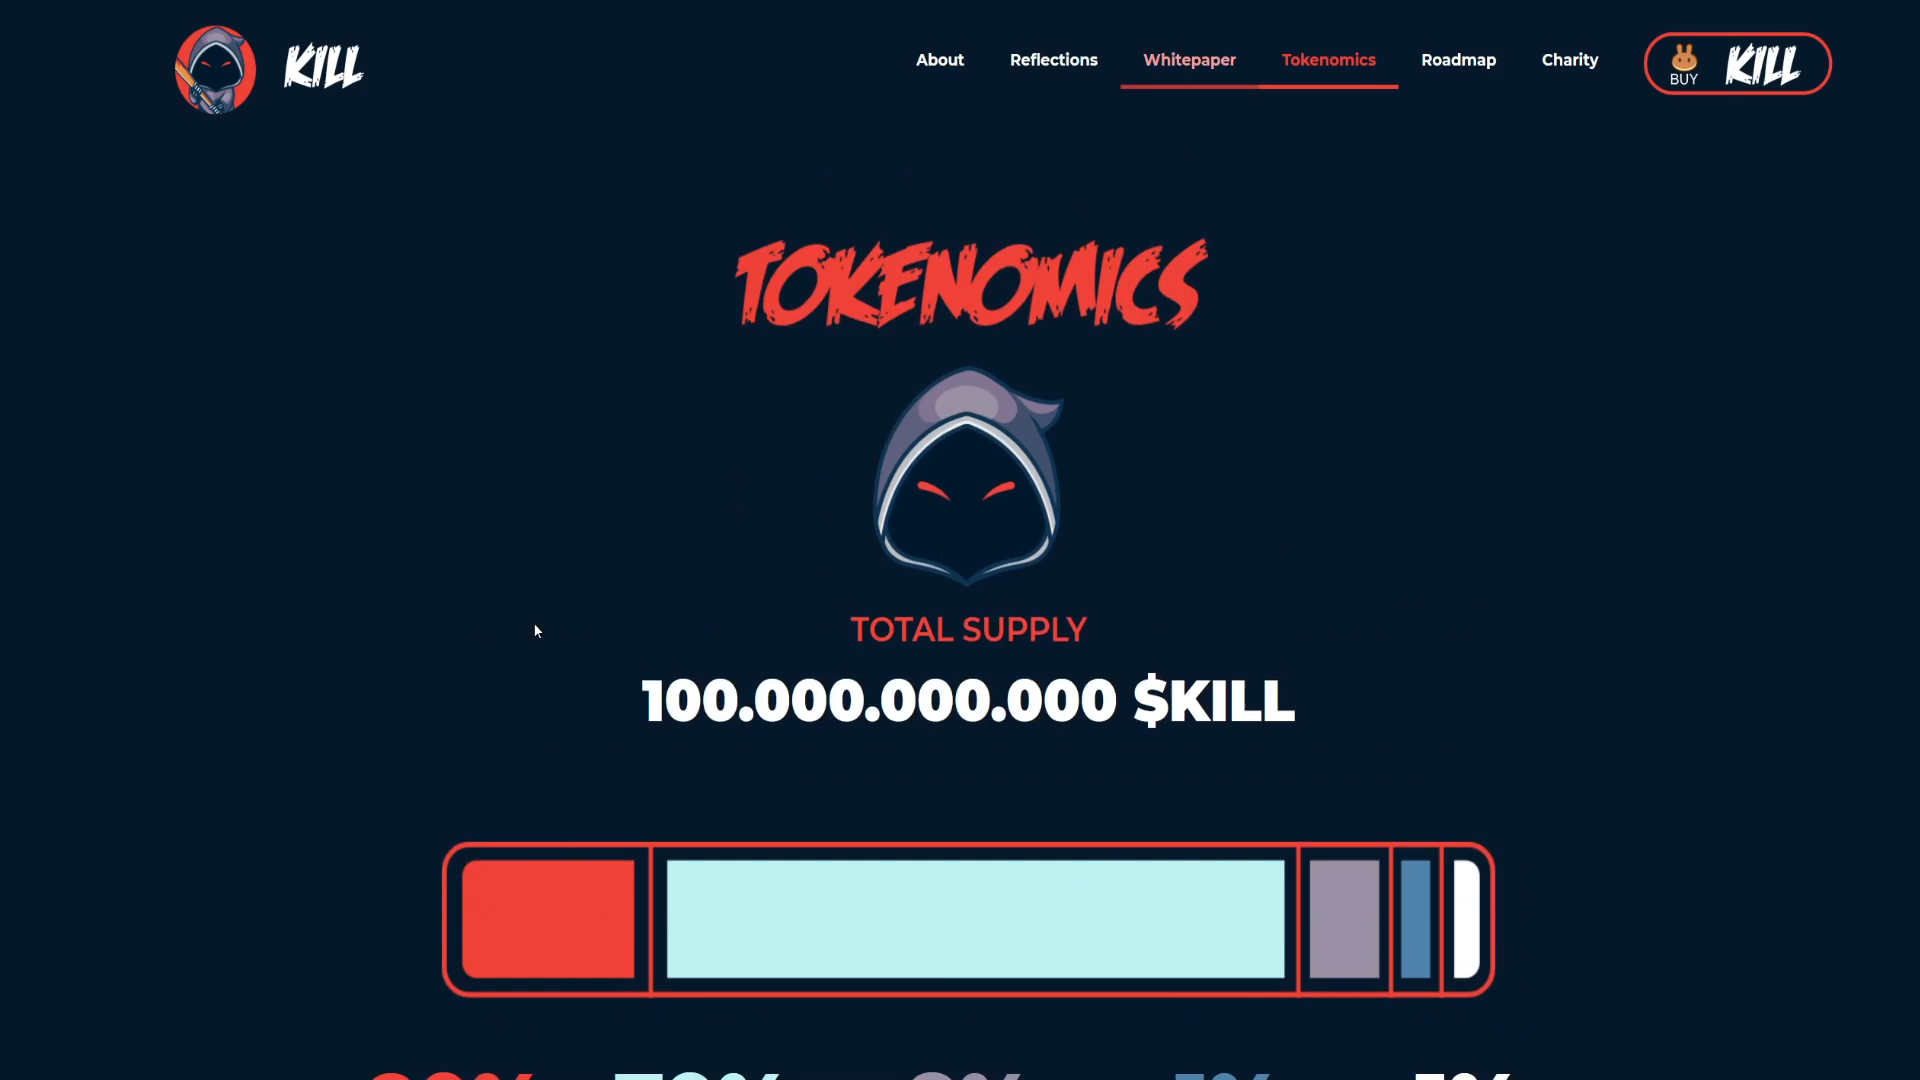 KILL
About Reflections Whitepaper Tokenomics Roadmap Charity
BUY KILL
TOKENOMICS
TOTAL SUPPLY
100.000.000.000 $KILL